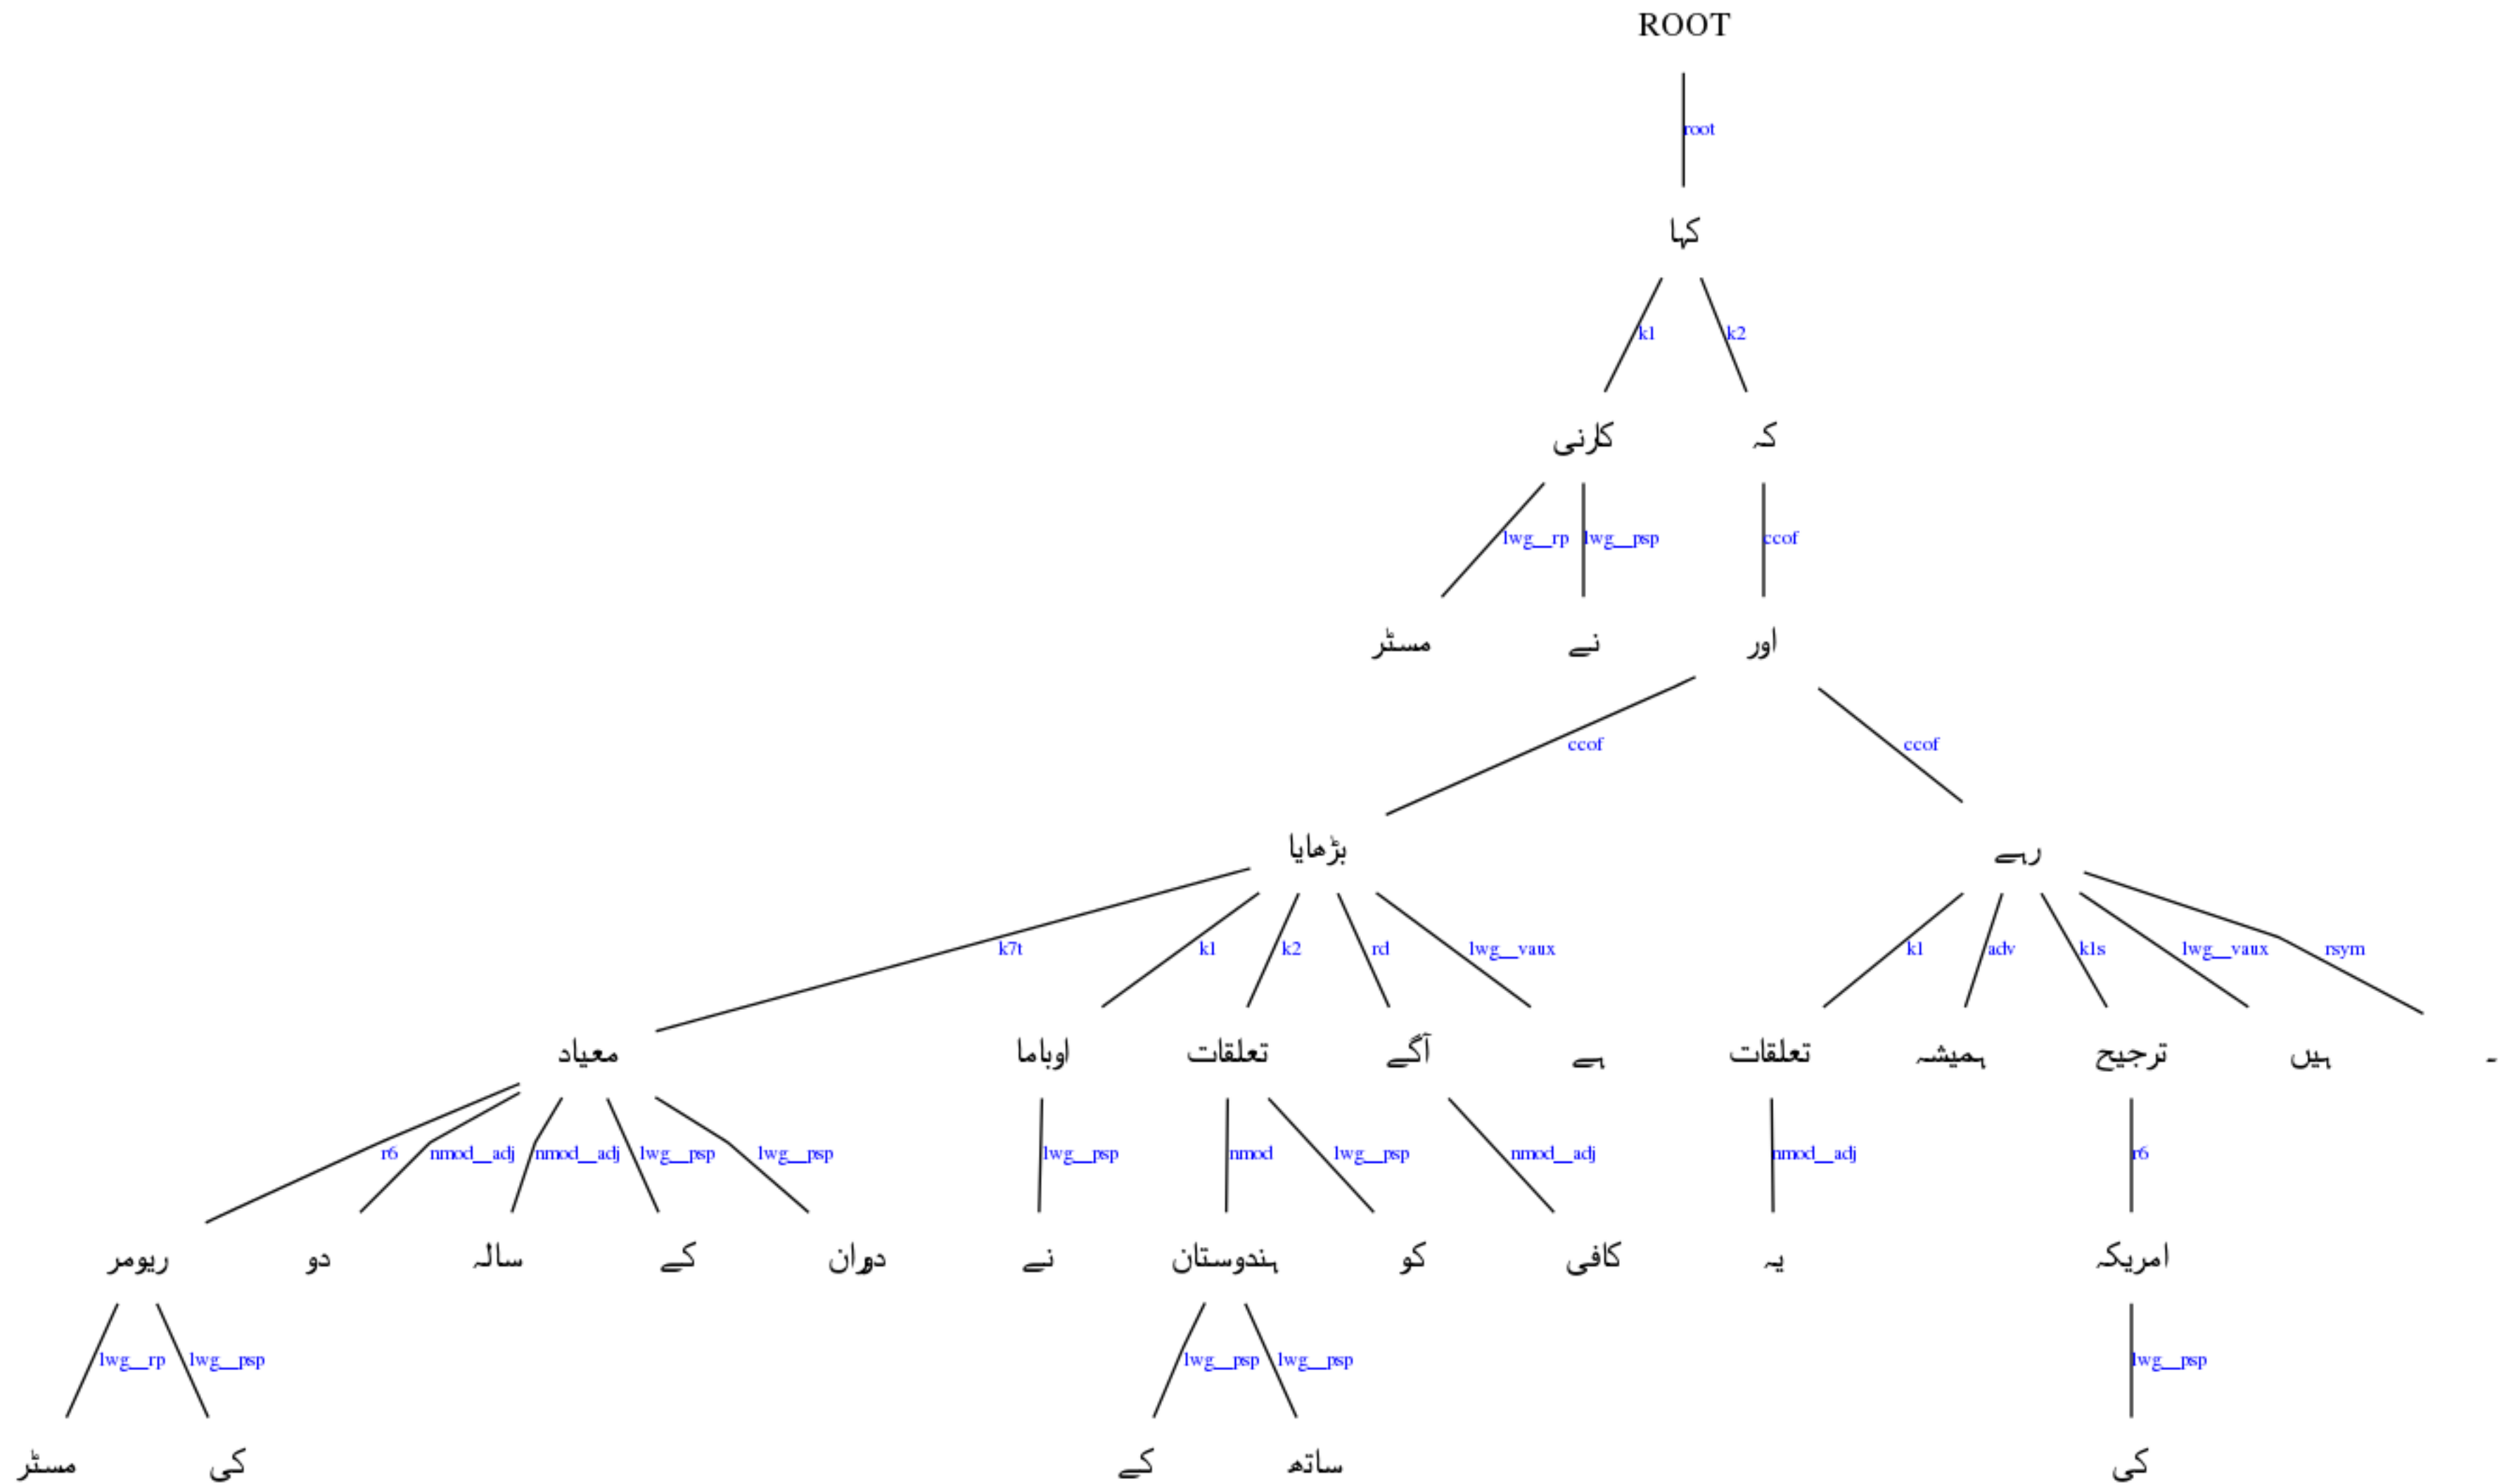 ROOT
root
کہا
k1 k2
کارنی کہ
lwg__rp lwg__psp ccof
مسٹر نے اور
ccof ccof
بڑھایا رہے
k7t k1 k2 rd lwg__vaux k1 adv k1s lwg__vaux rsym
معیاد اوباما تعلقات آگے ہے تعلقات ہمیشہ ترجیح ہیں ۔
r6 nmod__adj nmod__adj lwg__psp lwg__psp lwg__psp nmod lwg__psp nmod__adj nmod__adj r6
ریومر دو سالہ کے دوران نے ہندوستان کو کافی یہ امریکہ
lwg__rp lwg__psp lwg__psp lwg__psp lwg__psp
مسٹر کی کے ساتھ کی